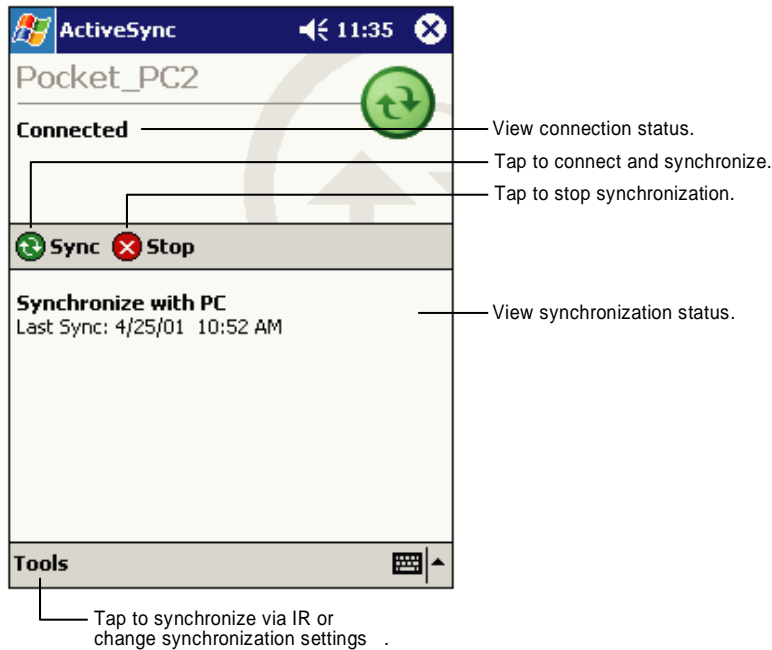 ActiveSync 11:35
Pocket_PC2
Connected
View connection status.
Tap to connect and synchronize.
Tap to stop synchronization.
Sync Stop
Synchronize with PC
Last Sync: 4/25/01 10:52 AM
View synchronization status.
Tools
Tap to synchronize via IR or
change synchronization settings .